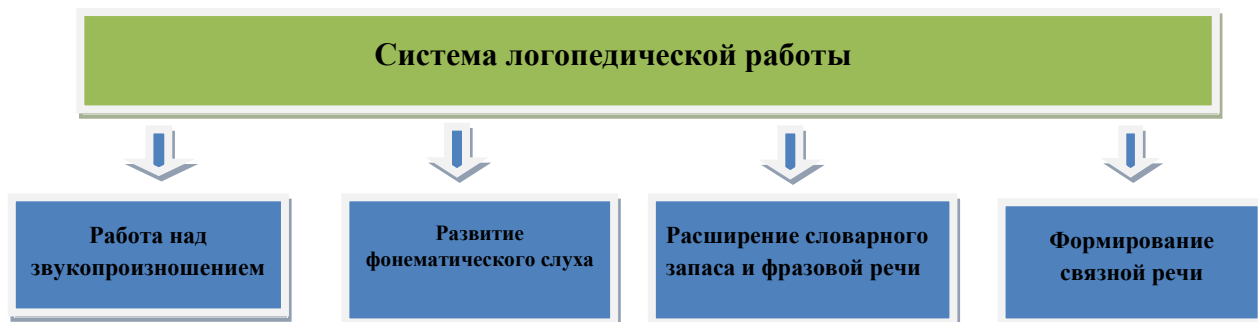 Система логопедической работы
Работа над
звукопроизношением
Развитие
фонематического слуха
Расширение словарного
запаса и фразовой речи
Формирование
связной речи